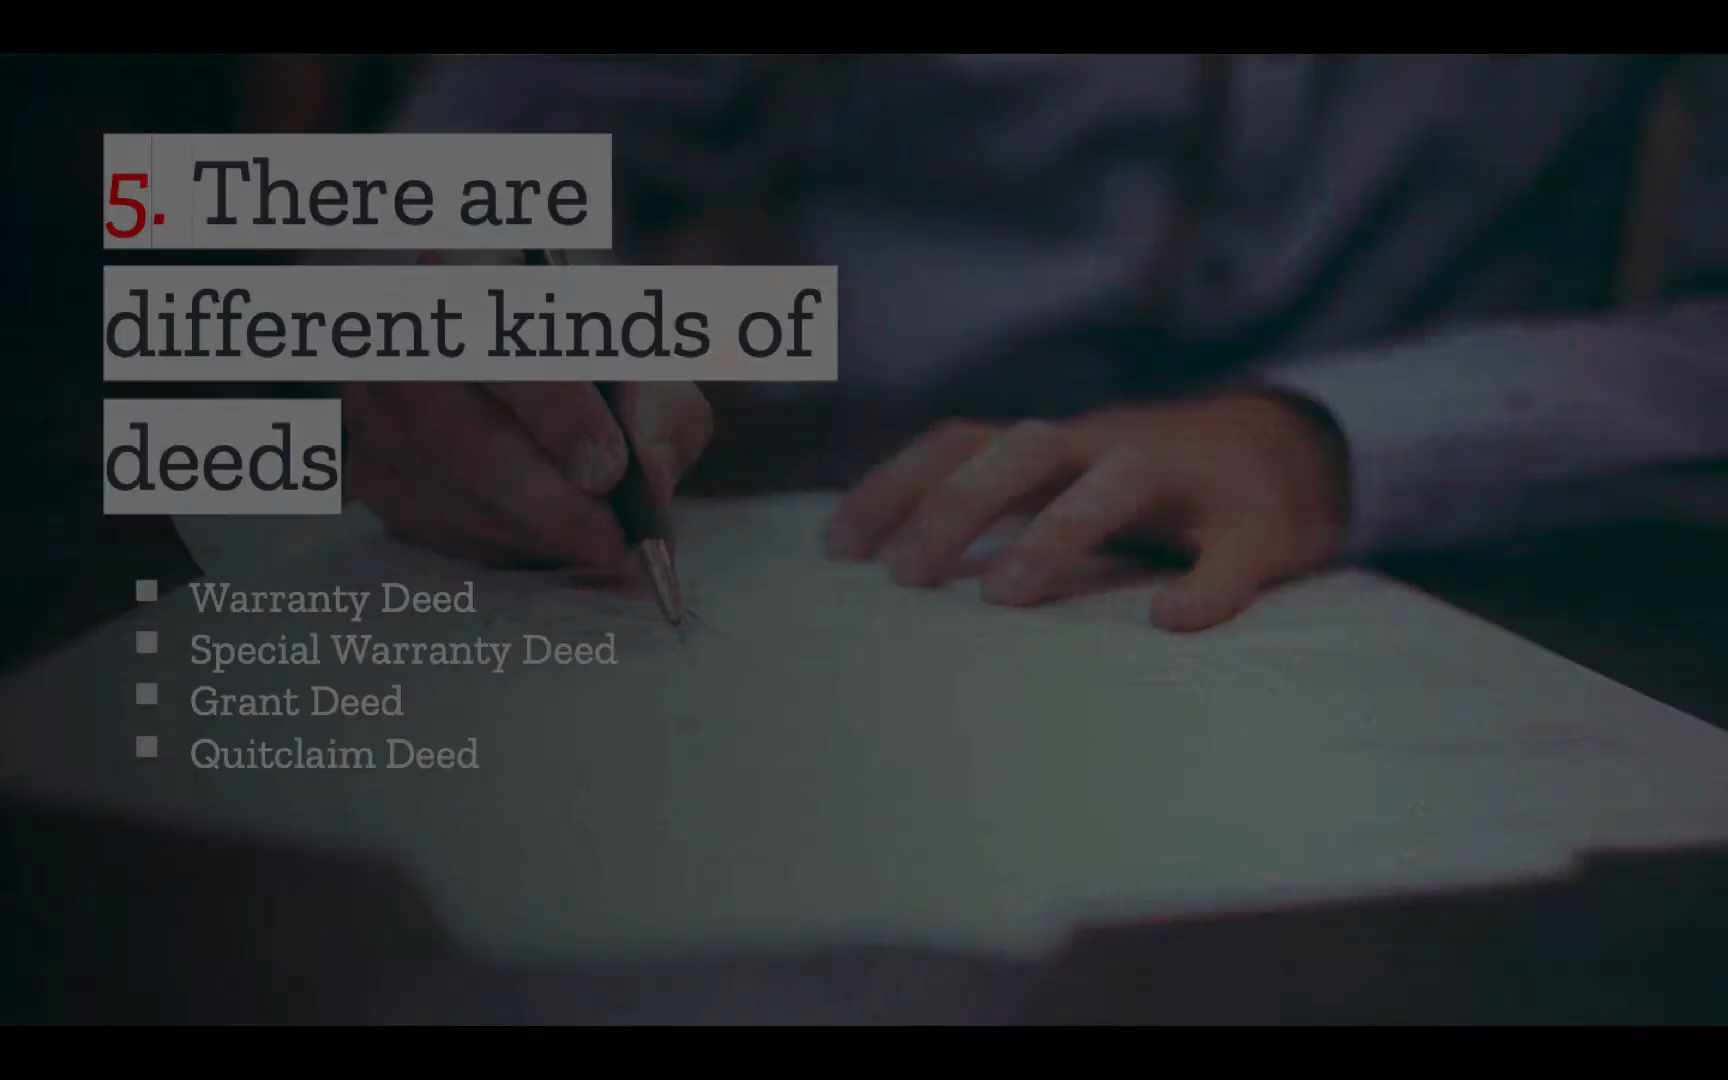 5. There are
different kinds of
deeds
Warranty Deed
Special Warranty Deed
Grant Deed
Quitclaim Deed